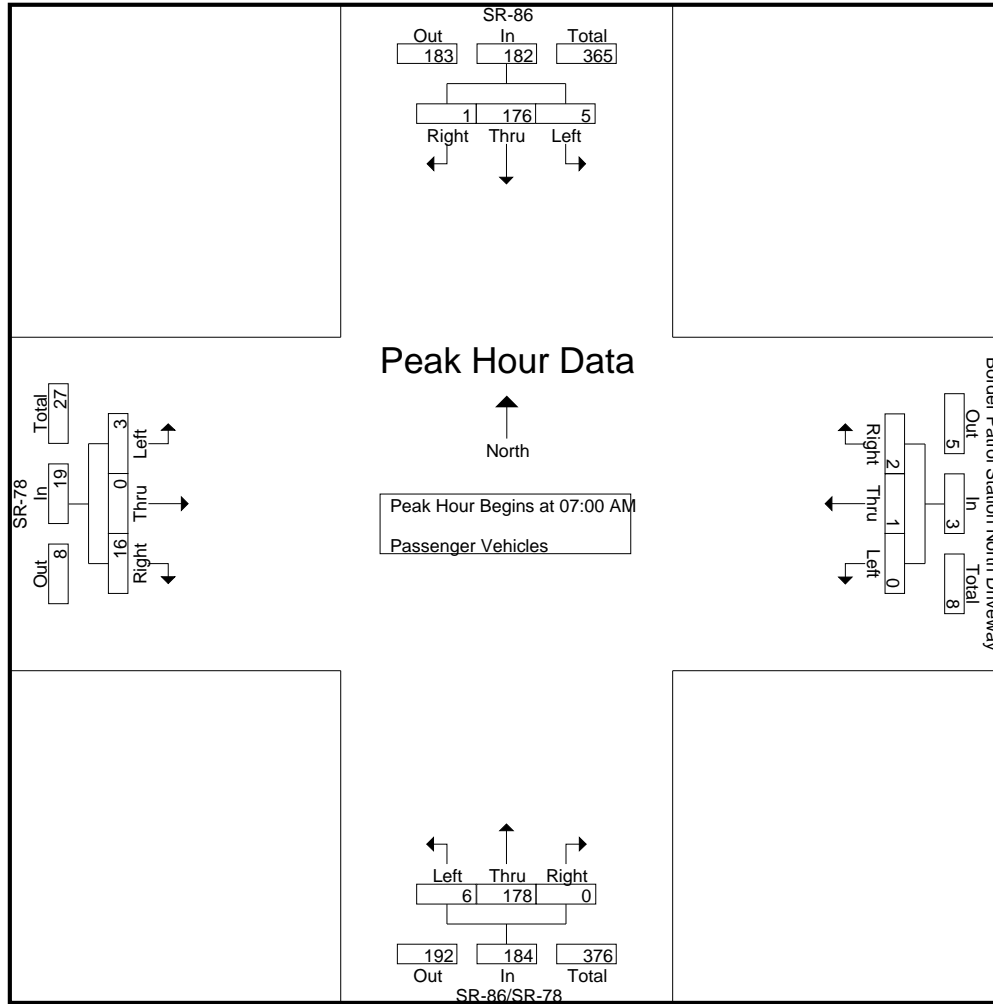 SR-86
Out In Total
183 182 365
1 176 5
Right Thru Left
Peak Hour Data
North
Peak Hour Begins at 07:00 AM
Passenger Vehicles
SR-78
Out In Total
8 19 27
3 0 16
Left Thru Right
Border Patrol Station North Driveway
Out In Total
5 3 8
2 1 0
Right Thru Left
Left Thru Right
6 178 0
192 184 376
Out In Total
SR-86/SR-78